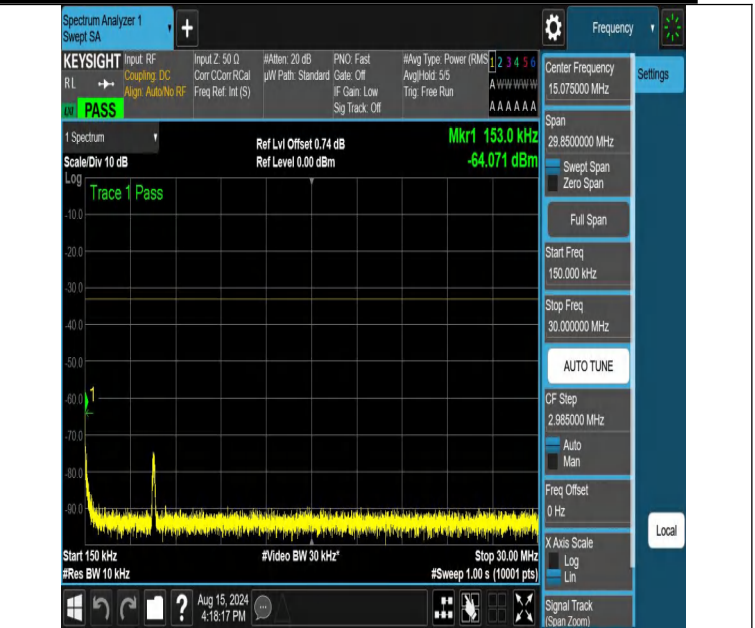 Spectrum Analyzer 1
Swept SA
+
Frequency
KEYSIGHT
RL
PASS
Input: RF
Coupling: DC
Align: Auto/No RF
Input Z: 50 Ω
Corr CCorr RCal
Freq Ref: Int (S)
#Atten: 20 dB
µW Path: Standard
PNO: Fast
Gate: Off
IF Gain: Low
Sig Track: Off
#Avg Type: Power (RMS
Avg|Hold: 5/5
Trig: Free Run
1 2 3 4 5 6
A W W W W W
A A A A A A
Center Frequency
15.075000 MHz
Settings
Span
29.8500000 MHz
Swept Span
Zero Span
Full Span
Start Freq
150.000 kHz
Stop Freq
30.000000 MHz
AUTO TUNE
CF Step
2.985000 MHz
Auto
Man
Freq Offset
0 Hz
X Axis Scale
Log
Lin
Signal Track
(Span Zoom)
Local
1 Spectrum
Scale/Div 10 dB
Ref Lvl Offset 0.74 dB
Ref Level 0.00 dBm
Mkr1 153.0 kHz
-64.071 dBm
Log
Trace 1 Pass
-10.0
-20.0
-30.0
-40.0
-50.0
-60.0
1
-70.0
-80.0
-90.0
Start 150 kHz
#Video BW 30 kHz*
Stop 30.00 MHz
#Res BW 10 kHz
#Sweep 1.00 s (10001 pts)
?
Aug 15, 2024
4:18:17 PM